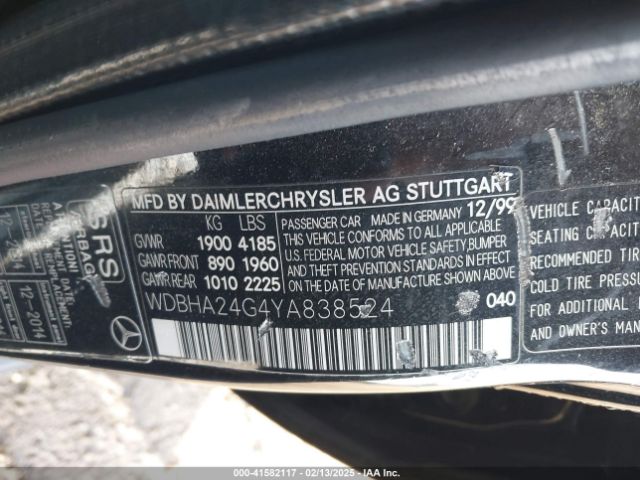 MFD BY DAIMLERCHRYSLER AG STUTTGART
KG LBS
GVWR 1900 4185
GAWR FRONT 890 1960
GAWR REAR 1010 2225
PASSENGER CAR MADE IN GERMANY 12/99
THIS VEHICLE CONFORMS TO ALL APPLICABLE
U.S. FEDERAL MOTOR VEHICLE SAFETY, BUMPER
AND THEFT PREVENTION STANDARDS IN EFFECT
ON DATE OF MANUFACTURE SHOWN ABOVE
WDBHA24G4YA838524
040
SRS
AIRBAG
12-2014
VEHICLE CAPACIT
SEATING CAPACITY
RECOMMENDED TIRE
COLD TIRE PRESSU
FOR ADDITIONAL
AND OWNER'S MAN
000-41582117 - 02/13/2025 - IAA Inc.